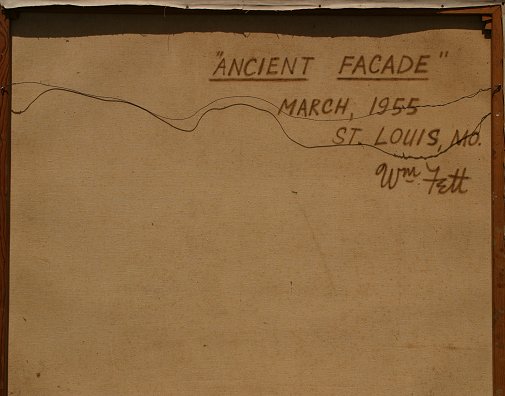 "ANCIENT FACADE"
MARCH, 1955
ST. LOUIS, MO.
Wm Fett